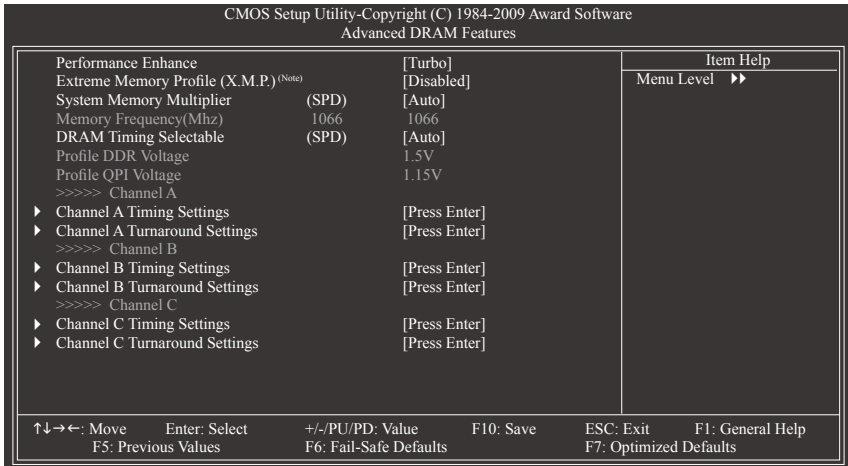 CMOS Setup Utility-Copyright (C) 1984-2009 Award Software
Advanced DRAM Features
Performance Enhance [Turbo]
Extreme Memory Profile (X.M.P.) (Note) [Disabled]
System Memory Multiplier (SPD) [Auto]
Memory Frequency(Mhz) 1066 1066
DRAM Timing Selectable (SPD) [Auto]
Profile DDR Voltage 1.5V
Profile QPI Voltage 1.15V
>>>>> Channel A
Channel A Timing Settings [Press Enter]
Channel A Turnaround Settings [Press Enter]
>>>>> Channel B
Channel B Timing Settings [Press Enter]
Channel B Turnaround Settings [Press Enter]
>>>>> Channel C
Channel C Timing Settings [Press Enter]
Channel C Turnaround Settings [Press Enter]
Item Help
Menu Level ▶▶
↑↓→←: Move Enter: Select +/-/PU/PD: Value F10: Save ESC: Exit F1: General Help
F5: Previous Values F6: Fail-Safe Defaults F7: Optimized Defaults